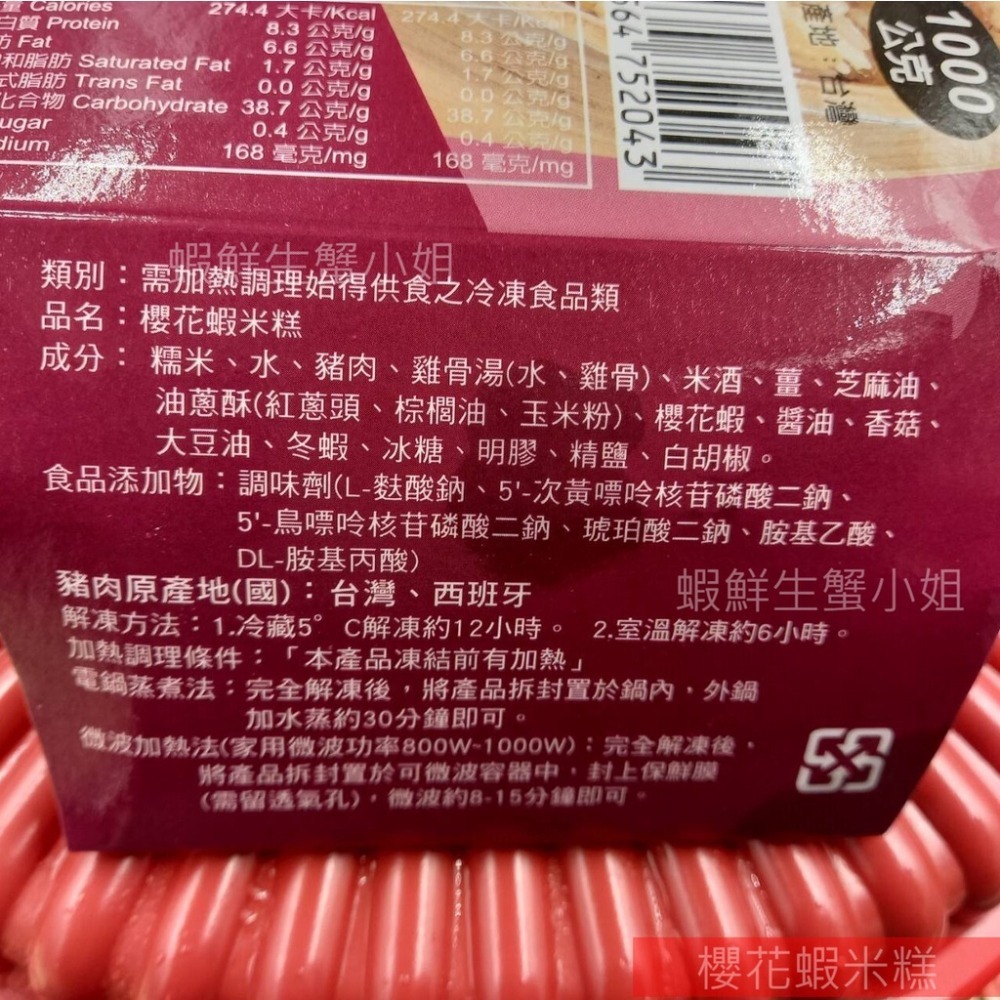 量 Calories 274.4 大卡/Kcal 274.4 大卡/Kcal
白質 Protein 8.3 公克/g 8.3 公克/g
肪 Fat 6.6 公克/g 6.6 公克/g
和脂肪 Saturated Fat 1.7 公克/g 1.7 公克/g
式脂肪 Trans Fat 0.0 公克/g 0.0 公克/g
化合物 Carbohydrate 38.7 公克/g 38.7 公克/g
ugar 0.4 公克/g 0.4 公克/g
dium 168 毫克/mg 168 毫克/mg
664752043
產地：台灣
1000
公克
蝦鮮生蟹小姐
類別：需加熱調理始得供食之冷凍食品類
品名：櫻花蝦米糕
成分：糯米、水、豬肉、雞骨湯(水、雞骨)、米酒、薑、芝麻油、
油蔥酥(紅蔥頭、棕櫚油、玉米粉)、櫻花蝦、醬油、香菇、
大豆油、冬蝦、冰糖、明膠、精鹽、白胡椒。
食品添加物：調味劑(L-麩酸鈉、5'-次黃嘌呤核苷磷酸二鈉、
5'-鳥嘌呤核苷磷酸二鈉、琥珀酸二鈉、胺基乙酸、
DL-胺基丙酸)
豬肉原產地(國)：台灣、西班牙
蝦鮮生蟹小姐
解凍方法：1.冷藏5°C解凍約12小時。 2.室溫解凍約6小時。
加熱調理條件：「本產品凍結前有加熱」
電鍋蒸煮法：完全解凍後，將產品拆封置於鍋內，外鍋
加水蒸約30分鐘即可。
微波加熱法(家用微波功率800W~1000W)：完全解凍後，
將產品拆封置於可微波容器中，封上保鮮膜
(需留透氣孔)，微波約8-15分鐘即可。
櫻花蝦米糕